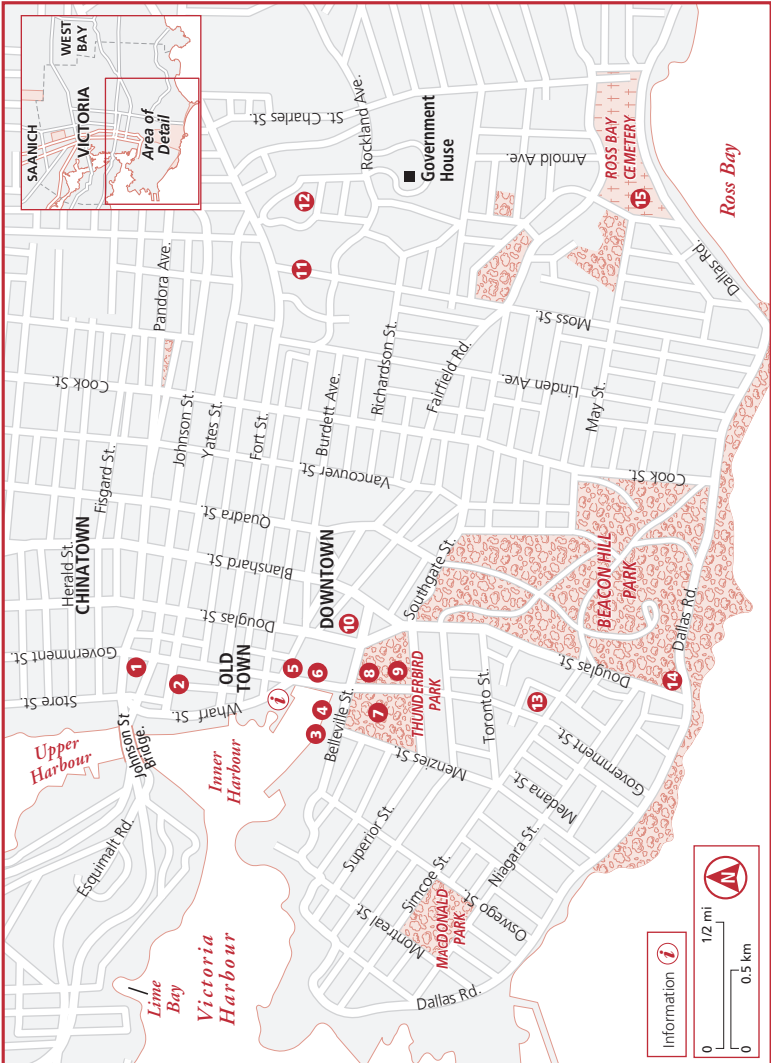 SAANICH
WEST
BAY
VICTORIA
Area of
Detail
St. Charles St.
Rockland Ave.
Government
House
12
11
Arnold Ave.
ROSS BAY
CEMETERY
15
Ross Bay
Dallas Rd.
Pandora Ave.
Moss St.
Cook St.
Johnson St.
Yates St.
Fort St.
Burdett Ave.
Richardson St.
Fairfield Rd.
Linden Ave.
May St.
Fisgard St.
Vancouver St.
Cook St.
Herald St.
CHINATOWN
Quadra St.
Blanshard St.
DOWNTOWN
Southgate St.
BEACON HILL
PARK
Dallas Rd.
Douglas St.
10
Government St.
1
2
OLD
TOWN
5
6
8
9
THUNDERBIRD
PARK
Douglas St.
14
Store St.
Wharf St.
i
3
4
7
Belleville St.
Toronto St.
13
Government St.
Upper
Harbour
Johnson St.
Bridge.
Inner
Harbour
Menzies St.
Medana St.
Esquimalt Rd.
Superior St.
Simcoe St.
Niagara St.
Montreal St.
MACDONALD
PARK
Oswego St.
Lime
Bay
Victoria
Harbour
Dallas Rd.
Information i
0 1/2 mi
0 0.5 km
N